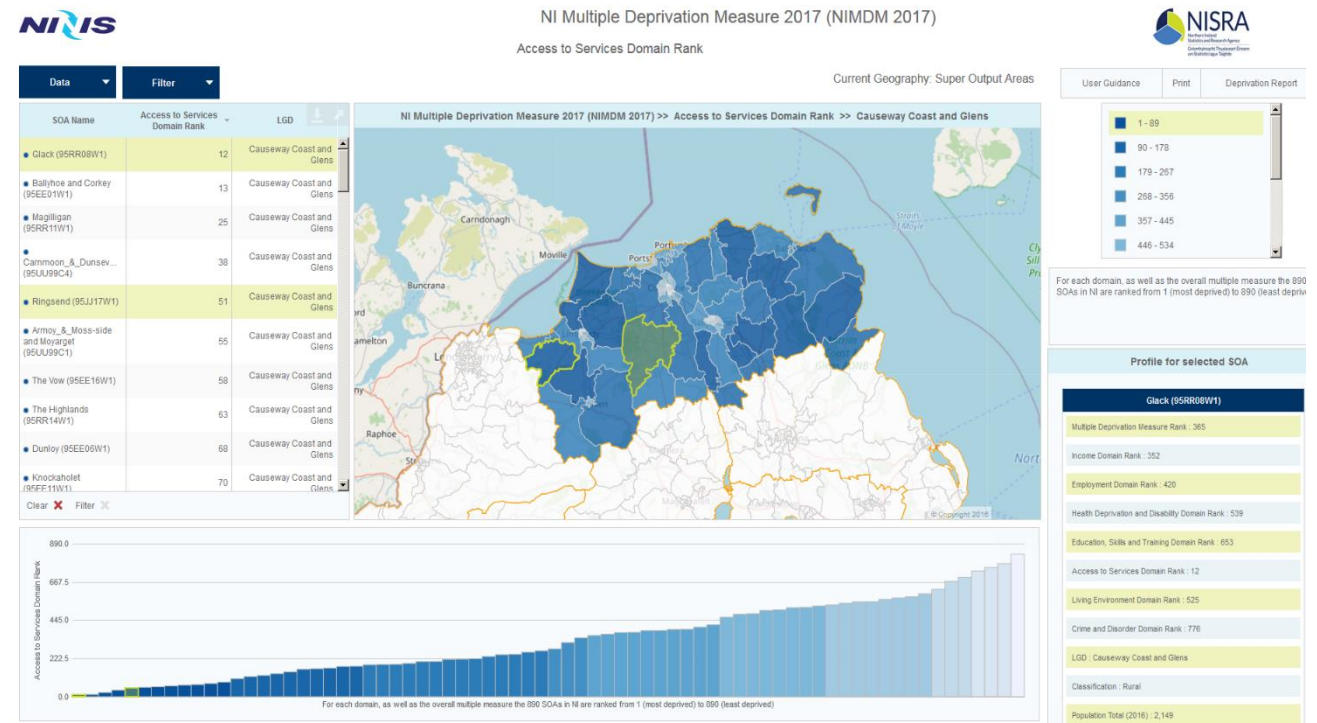 NINIS
NI Multiple Deprivation Measure 2017 (NIMDM 2017)
Access to Services Domain Rank
NISRA
Northern Ireland
Statistics and Research Agency
Data
Filter
Current Geography: Super Output Areas
User Guidance
Print
Deprivation Report
SOA Name
Access to Services
Domain Rank
LGD
Glack (95RR08W1)
12
Causeway Coast and
Glens
Ballyhoe and Corkey
(95EE01W1)
13
Causeway Coast and
Glens
Magilligan
(95RR11W1)
25
Causeway Coast and
Glens
Carnmoon_&_Dunsev...
(95UU99C4)
38
Causeway Coast and
Glens
Ringsend (95JJ17W1)
51
Causeway Coast and
Glens
Armoy_&_Moss-side
and Moyarget
(95UU99C1)
55
Causeway Coast and
Glens
The Vow (95EE16W1)
58
Causeway Coast and
Glens
The Highlands
(95RR14W1)
63
Causeway Coast and
Glens
Dunloy (95EE06W1)
68
Causeway Coast and
Glens
Knockaholet
(95EE11W1)
70
Causeway Coast and
Glens
Clear
Filter
NI Multiple Deprivation Measure 2017 (NIMDM 2017) >> Access to Services Domain Rank >> Causeway Coast and Glens
Carndonagh
Moville
Buncrana
Raphoe
Straits
of Moyle
© Copyright 2016
1 - 89
90 - 178
179 - 267
268 - 356
357 - 445
446 - 534
For each domain, as well as the overall multiple measure the 890
SOAs in NI are ranked from 1 (most deprived) to 890 (least depriv
Profile for selected SOA
Glack (95RR08W1)
Multiple Deprivation Measure Rank : 365
Income Domain Rank : 352
Employment Domain Rank : 420
Health Deprivation and Disability Domain Rank : 539
Education, Skills and Training Domain Rank : 653
Access to Services Domain Rank : 12
Living Environment Domain Rank : 525
Crime and Disorder Domain Rank : 776
LGD : Causeway Coast and Glens
Classification : Rural
Population Total (2016) : 2,149
Access to Services Domain Rank
890.0
667.5
445.0
222.5
0.0
For each domain, as well as the overall multiple measure the 890 SOAs in NI are ranked from 1 (most deprived) to 890 (least deprived)